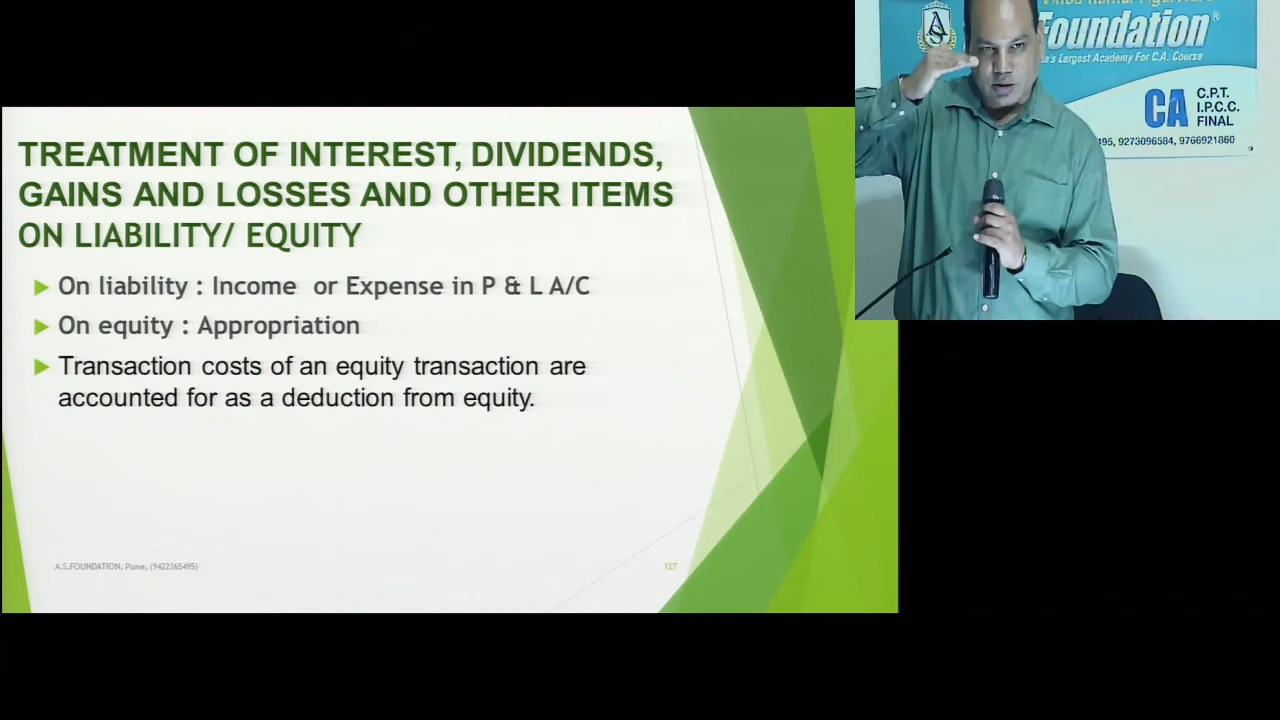 TREATMENT OF INTEREST, DIVIDENDS,
GAINS AND LOSSES AND OTHER ITEMS
ON LIABILITY/ EQUITY
On liability : Income or Expense in P & L A/C
On equity : Appropriation
Transaction costs of an equity transaction are
accounted for as a deduction from equity.
A.S.FOUNDATION, Pune, (9422365495)
127
AS
Foundation®
Largest Academy For C.A. Course
CA
C.P.T.
I.P.C.C.
FINAL
9273096584, 9766921860